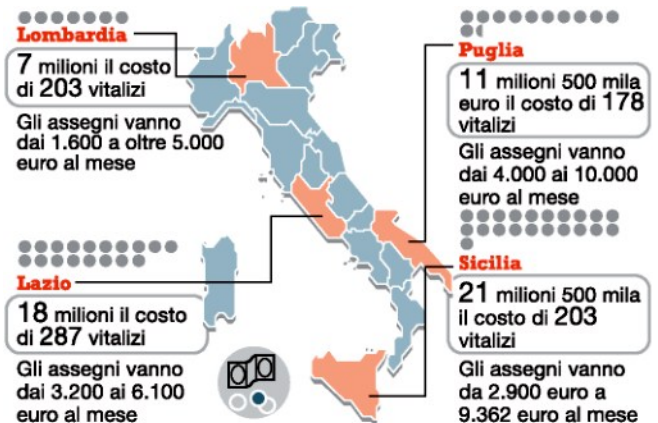 Lombardia
7 milioni il costo
di 203 vitalizi
Gli assegni vanno
dai 1.600 a oltre 5.000
euro al mese
Puglia
11 milioni 500 mila
euro il costo di 178
vitalizi
Gli assegni vanno
dai 4.000 ai 10.000
euro al mese
Lazio
18 milioni il costo
di 287 vitalizi
Gli assegni vanno
dai 3.200 ai 6.100
euro al mese
Sicilia
21 milioni 500 mila
il costo di 203
vitalizi
Gli assegni vanno
da 2.900 euro a
9.362 euro al mese